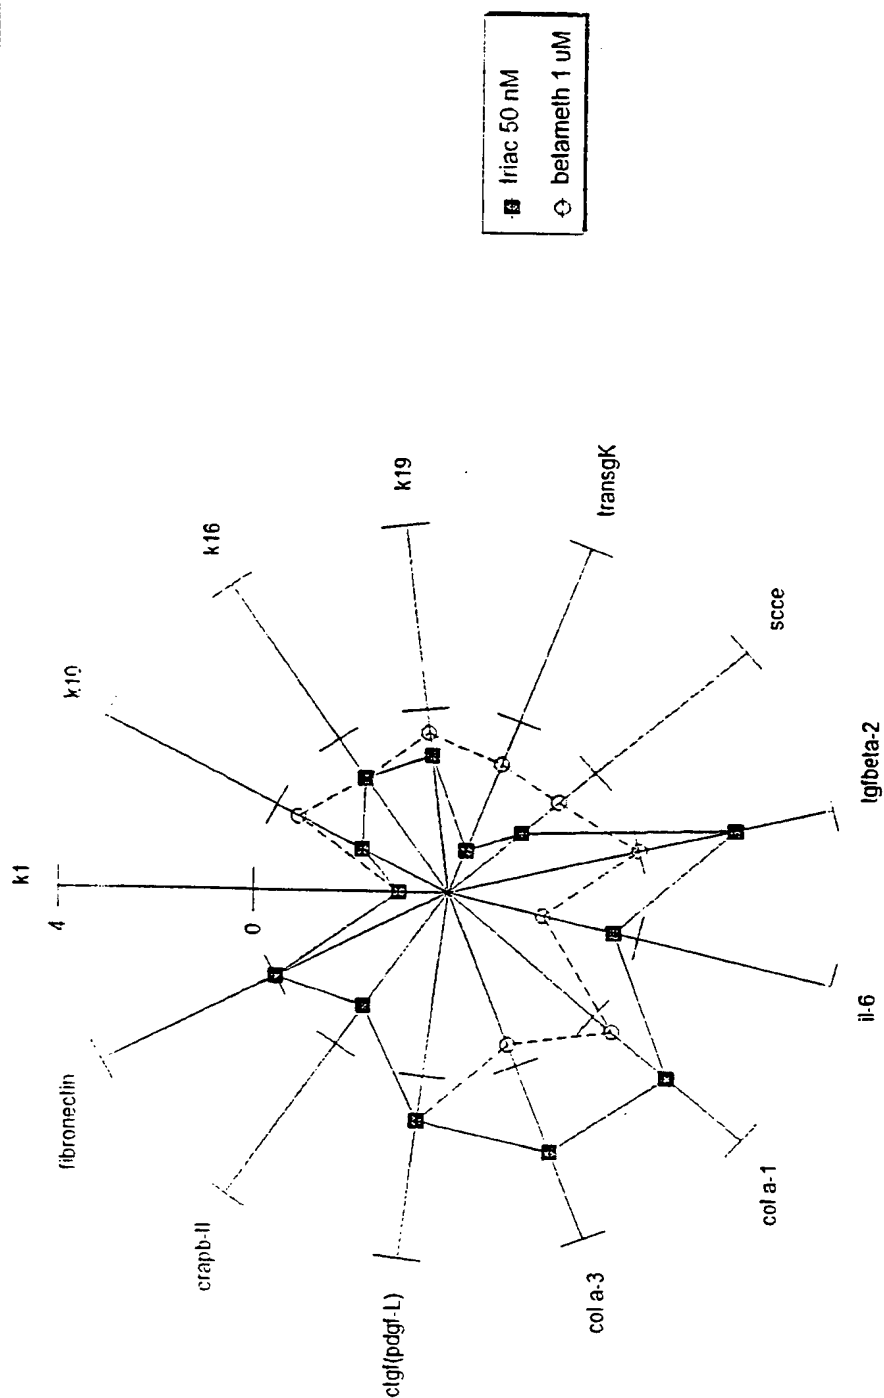 k1
4
0
k10
k16
k19
transgK
scce
tgfbeta-2
il-6
col a-1
col a-3
ctgf(pdgf-L)
crapb-II
fibronectin
triac 50 nM
betameth 1 uM